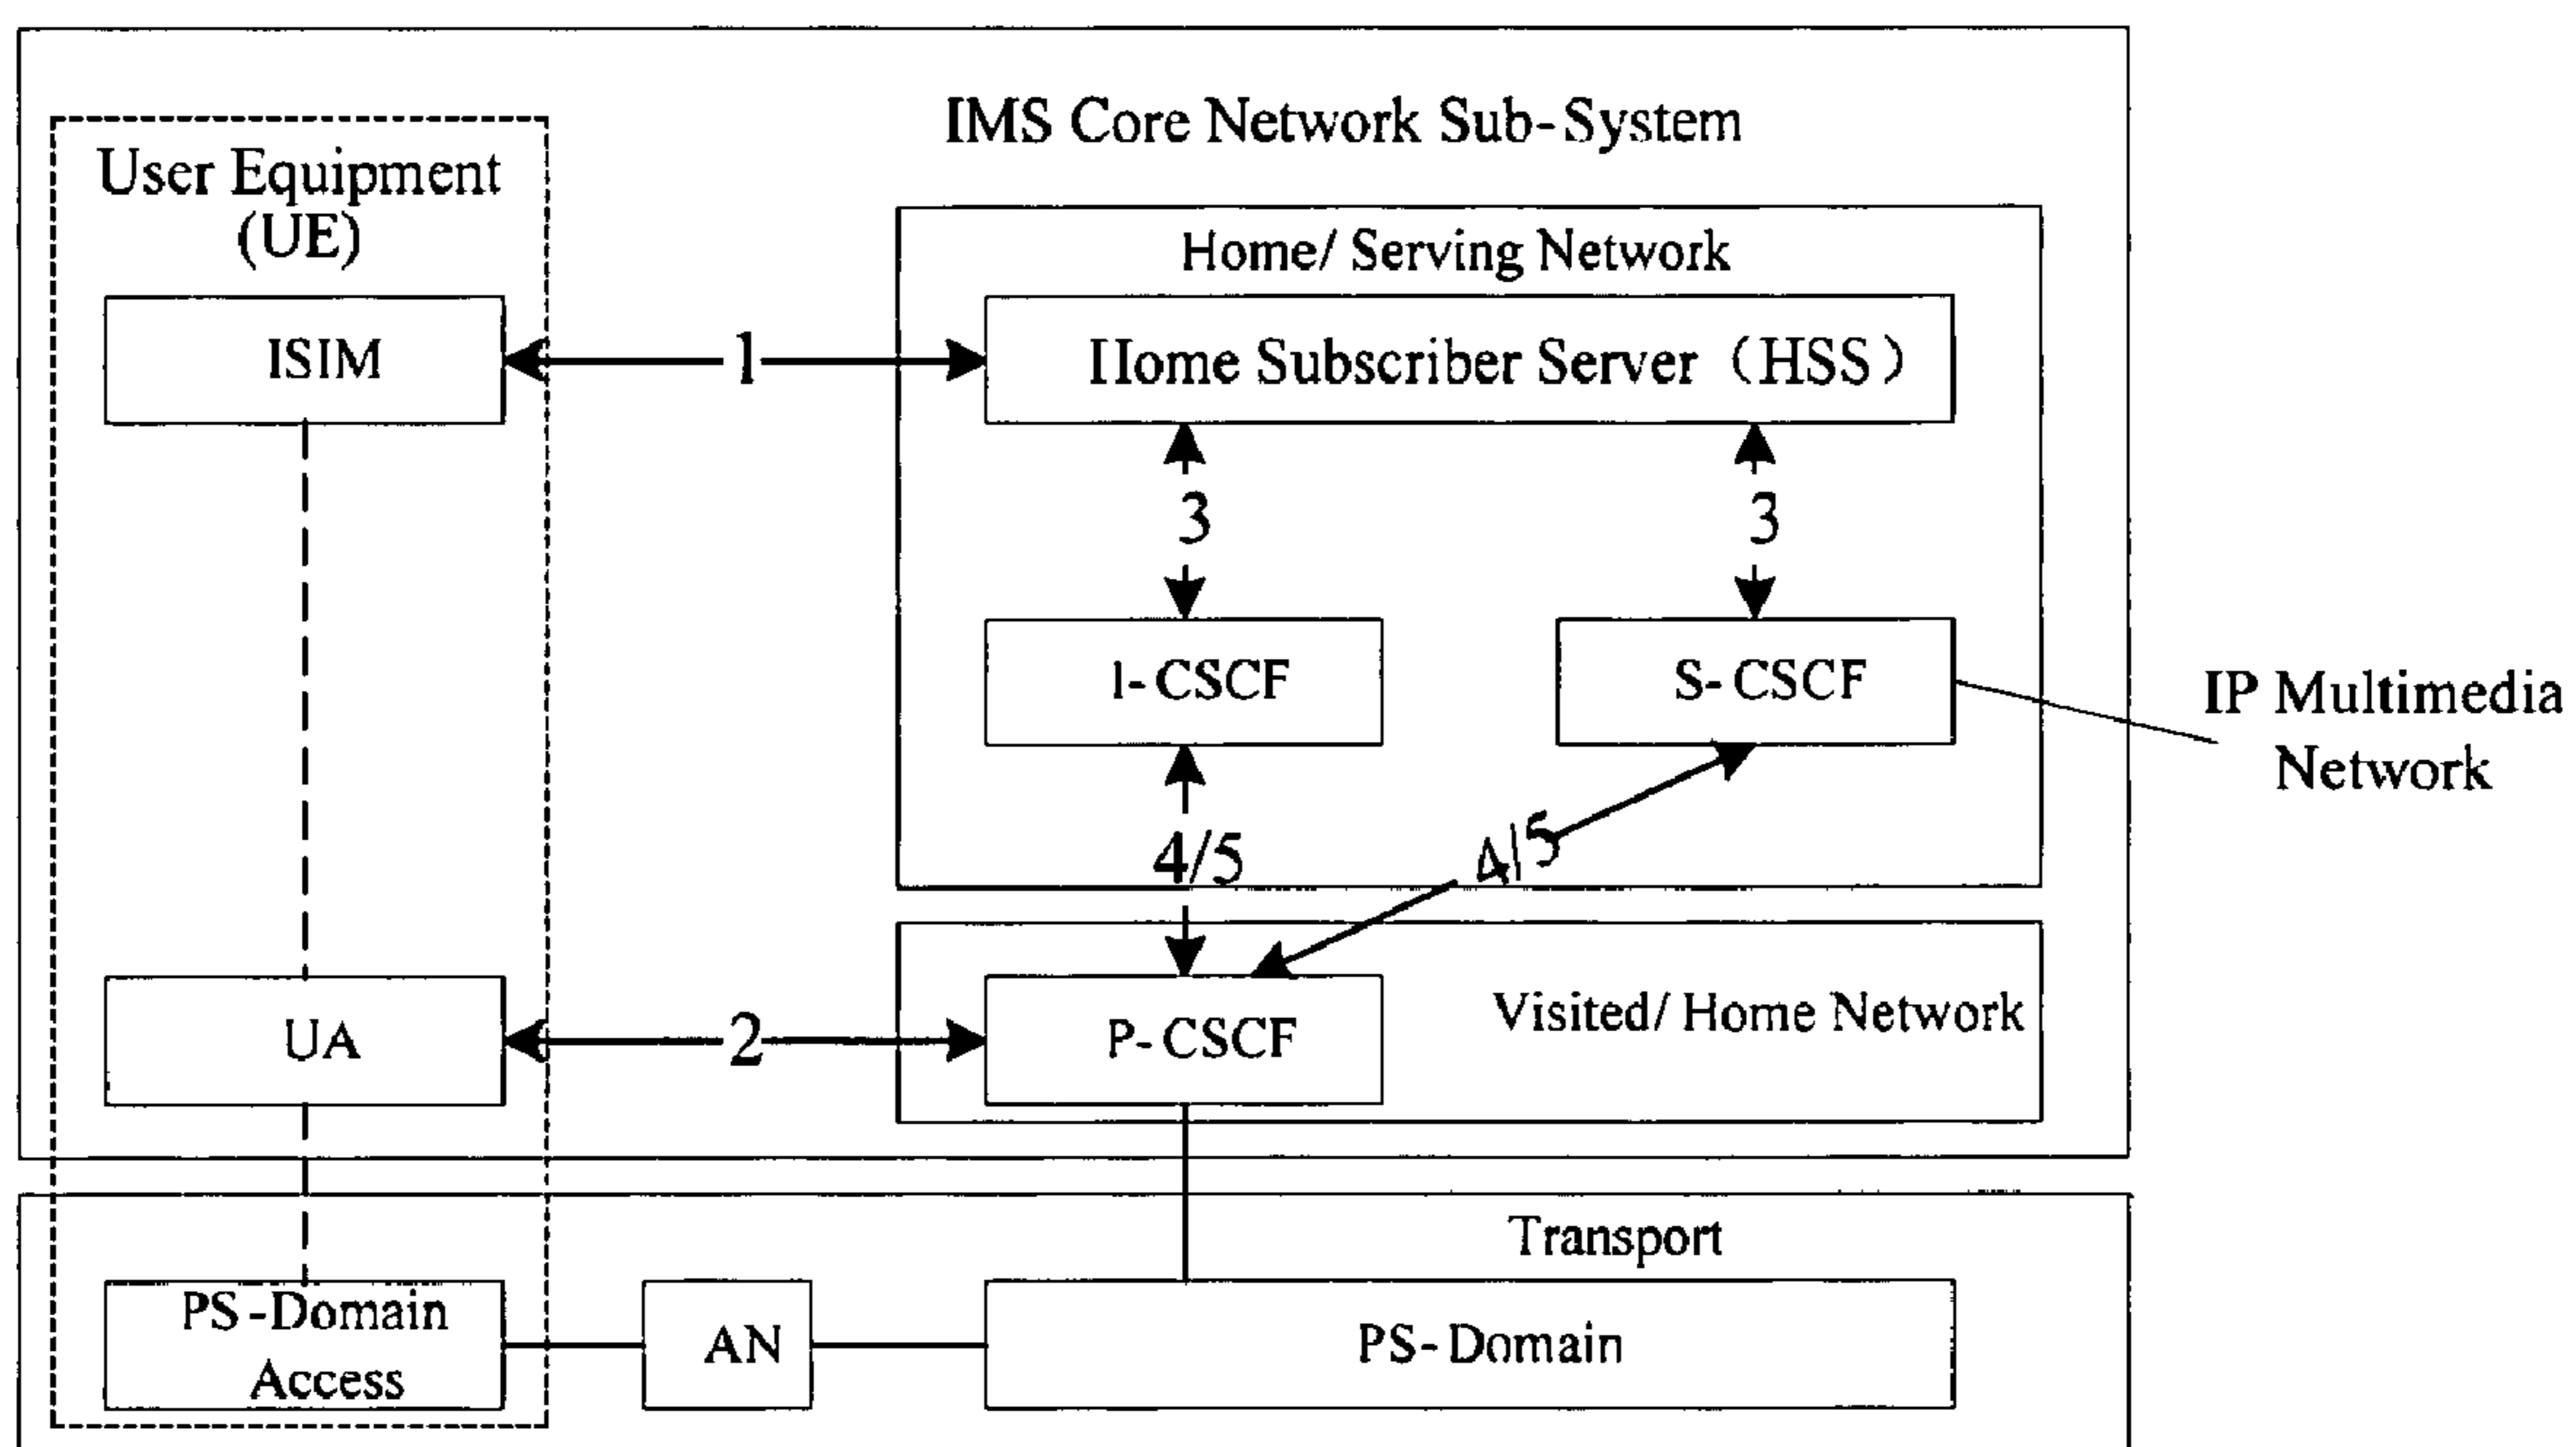 IMS Core Network Sub-System
User Equipment
(UE)
Home/ Serving Network
ISIM
1
Home Subscriber Server（HSS）
3
3
I-CSCF
S-CSCF
IP Multimedia
Network
4/5
4/5
UA
2
P-CSCF
Visited/ Home Network
Transport
PS-Domain
Access
AN
PS-Domain